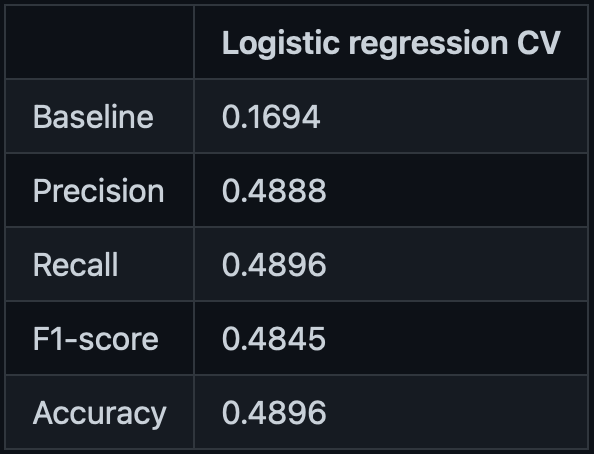 Logistic regression CV
Baseline 0.1694
Precision 0.4888
Recall 0.4896
F1-score 0.4845
Accuracy 0.4896